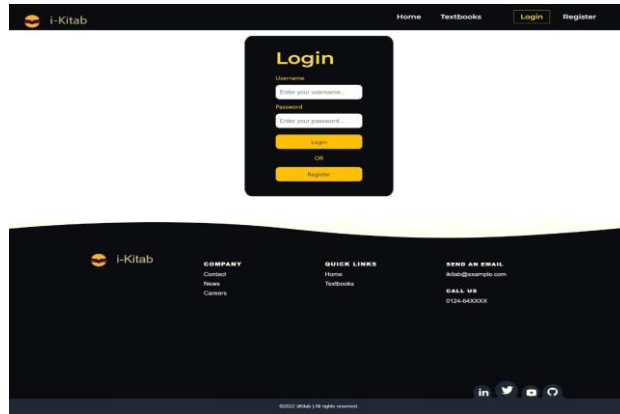 i-Kitab
Home Textbooks Login Register
Login
Username
Enter your username...
Password
Enter your password...
Login
OR
Register
i-Kitab
COMPANY
Contact
News
Careers
QUICK LINKS
Home
Textbooks
SEND AN EMAIL
ikitab@example.com
CALL US
0124-64XXXX
in
©2022 iKitab | All rights reserved